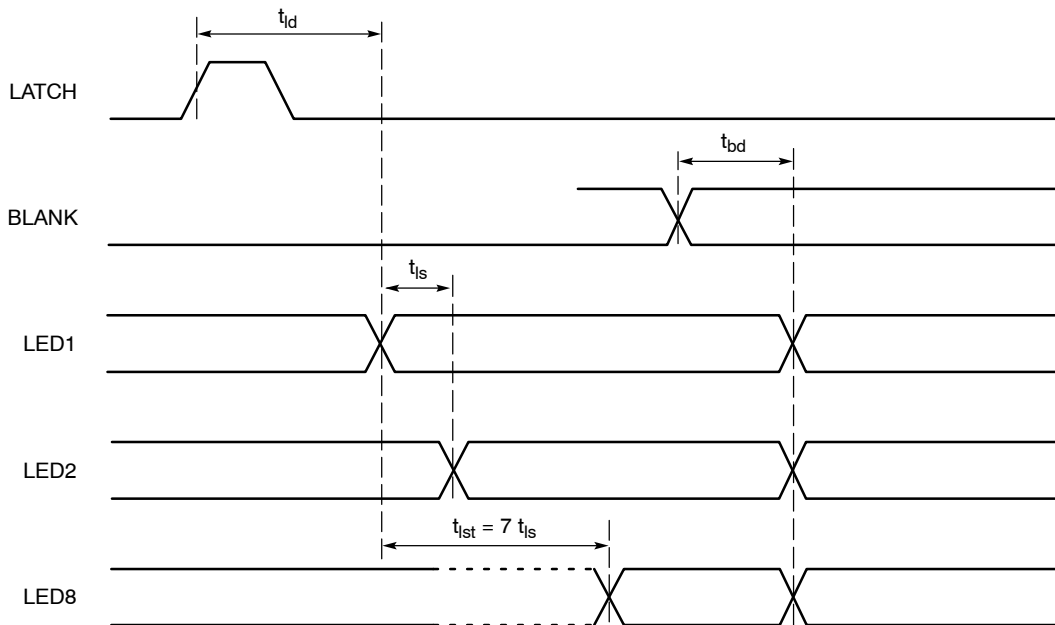 t_ld
LATCH
t_bd
BLANK
t_ls
LED1
LED2
t_lst = 7 t_ls
LED8